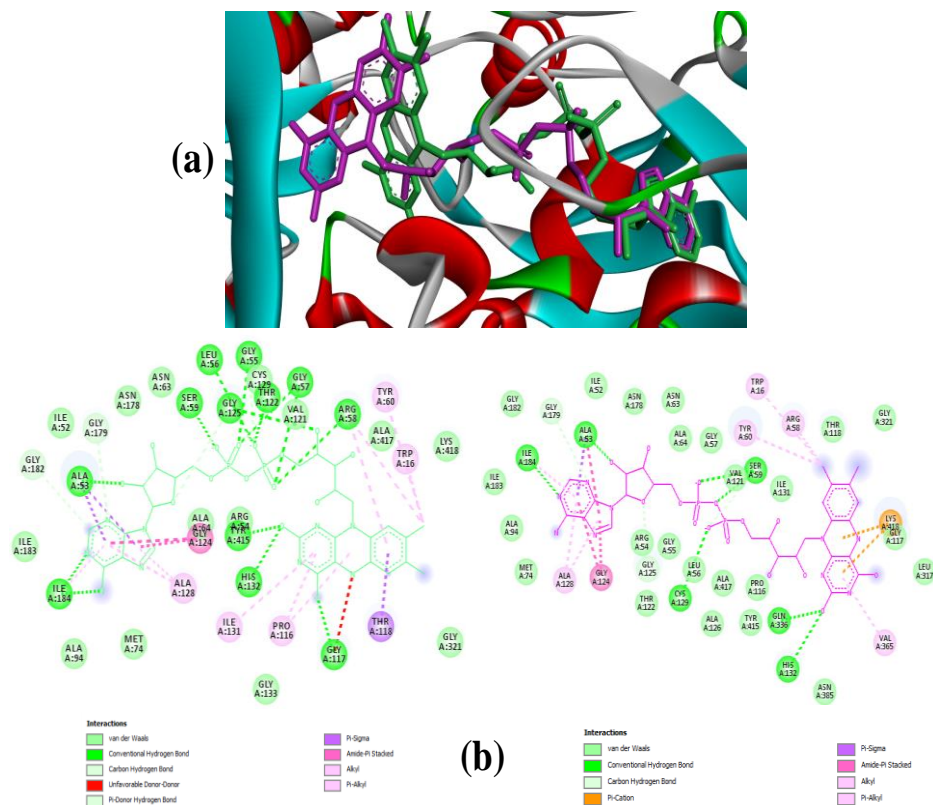 (a)
LEU
A:56
GLY
A:55
CYS
A:129
GLY
A:57
THR
A:122
GLY
A:125
SER
A:59
ASN
A:63
ASN
A:178
VAL
A:121
ARG
A:58
TYR
A:60
ILE
A:52
GLY
A:179
ALA
A:417
LYS
A:418
TRP
A:16
GLY
A:182
ALA
A:53
ALA
A:64
ARG
A:54
GLY
A:124
TYR
A:415
ILE
A:183
HIS
A:132
ALA
A:128
ILE
A:184
ILE
A:131
PRO
A:116
THR
A:118
ALA
A:94
MET
A:74
GLY
A:117
GLY
A:321
GLY
A:133
Interactions
van der Waals
Conventional Hydrogen Bond
Carbon Hydrogen Bond
Unfavorable Donor-Donor
Pi-Donor Hydrogen Bond
Pi-Sigma
Amide-Pi Stacked
Alkyl
Pi-Alkyl
(b)
ILE
A:52
TRP
A:16
GLY
A:182
GLY
A:179
ASN
A:178
ASN
A:63
ARG
A:58
GLY
A:321
ALA
A:53
ALA
A:64
GLY
A:57
TYR
A:60
THR
A:118
ILE
A:184
VAL
A:121
SER
A:59
ILE
A:183
ILE
A:131
ALA
A:94
ARG
A:54
GLY
A:55
LYS
A:418
GLY
A:117
MET
A:74
ALA
A:128
GLY
A:124
GLY
A:125
LEU
A:56
ALA
A:417
PRO
A:116
LEU
A:317
THR
A:122
CYS
A:129
ALA
A:126
TYR
A:415
GLN
A:336
VAL
A:365
HIS
A:132
ASN
A:385
Interactions
van der Waals
Conventional Hydrogen Bond
Carbon Hydrogen Bond
Pi-Cation
Pi-Sigma
Amide-Pi Stacked
Alkyl
Pi-Alkyl